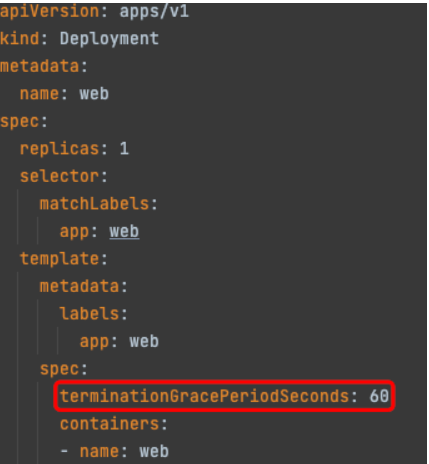 apiVersion: apps/v1
kind: Deployment
metadata:
  name: web
spec:
  replicas: 1
  selector:
    matchLabels:
      app: web
  template:
    metadata:
      labels:
        app: web
    spec:
      terminationGracePeriodSeconds: 60
      containers:
      - name: web